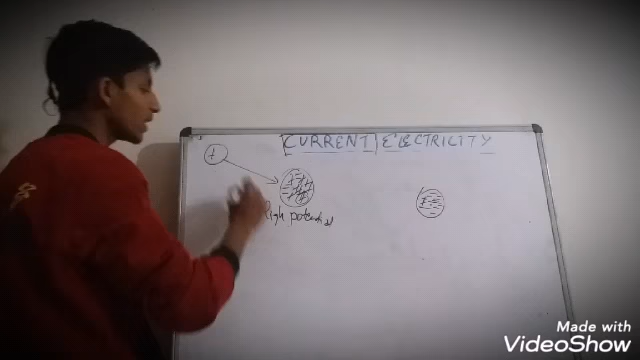 CURRENT ELECTRICITY
+
High potential
Made with
VideoShow